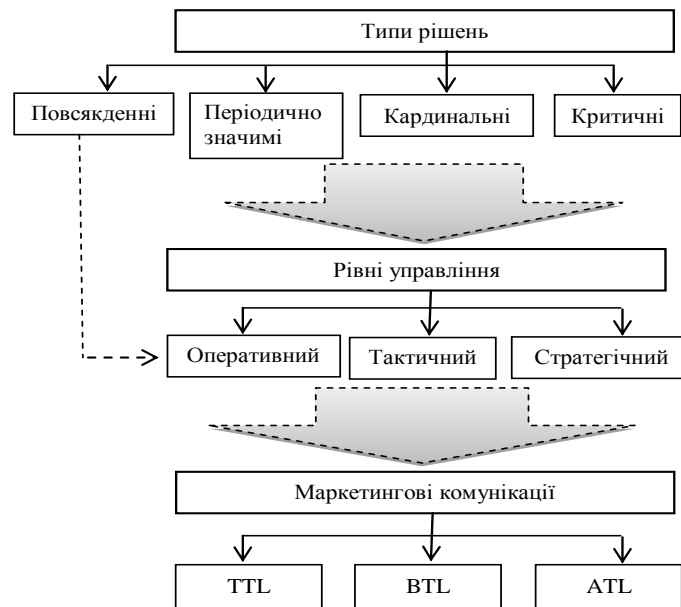 Типи рішень
Повсякденні
Періодично
значимі
Кардинальні
Критичні
Рівні управління
Оперативний
Тактичний
Стратегічний
Маркетингові комунікації
TTL
BTL
ATL